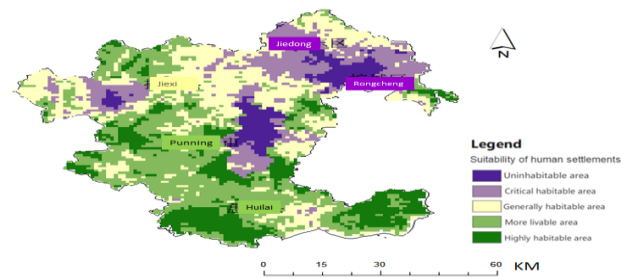 Jiedong
Jiexi
Rongcheng
Punning
Huilai
N
Legend
Suitability of human settlements
Uninhabitable area
Critical habitable area
Generally habitable area
More livable area
Highly habitable area
0 15 30 60 KM